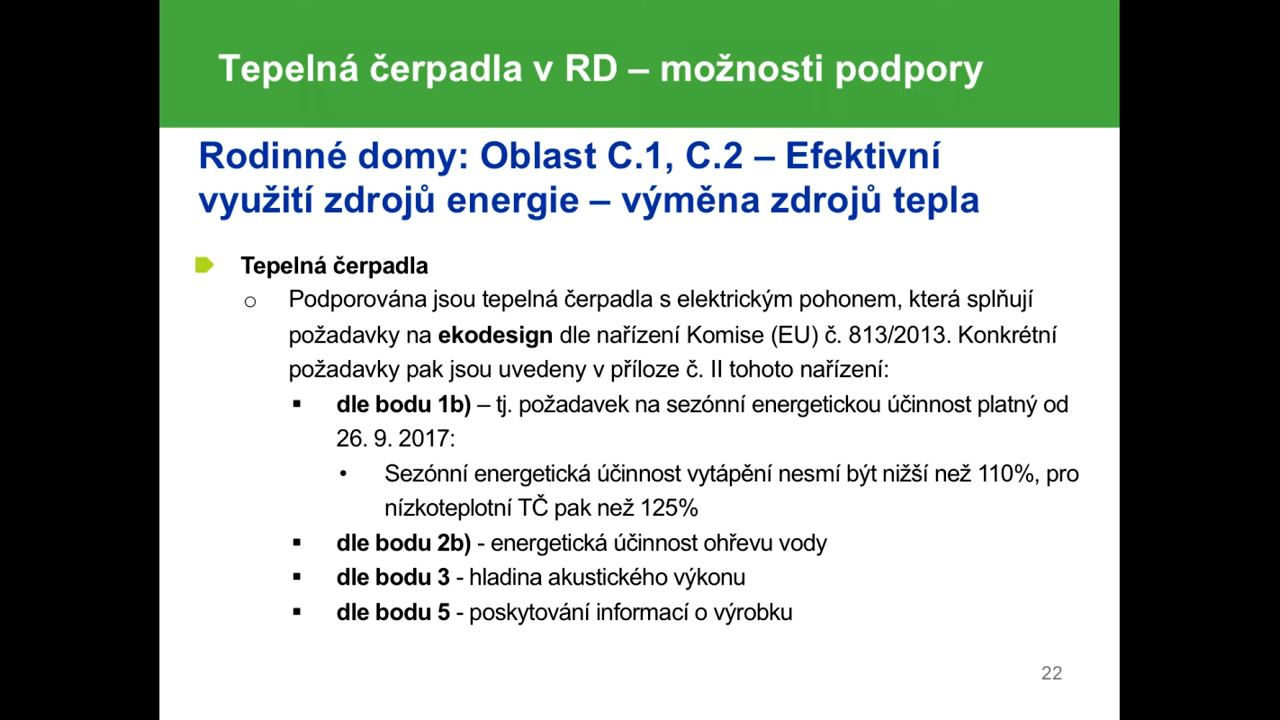 Tepelná čerpadla v RD – možnosti podpory
Rodinné domy: Oblast C.1, C.2 – Efektivní
využití zdrojů energie – výměna zdrojů tepla
Tepelná čerpadla
o Podporována jsou tepelná čerpadla s elektrickým pohonem, která splňují
požadavky na ekodesign dle nařízení Komise (EU) č. 813/2013. Konkrétní
požadavky pak jsou uvedeny v příloze č. II tohoto nařízení:
▪ dle bodu 1b) – tj. požadavek na sezónní energetickou účinnost platný od
26. 9. 2017:
• Sezónní energetická účinnost vytápění nesmí být nižší než 110%, pro
nízkoteplotní TČ pak než 125%
▪ dle bodu 2b) - energetická účinnost ohřevu vody
▪ dle bodu 3 - hladina akustického výkonu
▪ dle bodu 5 - poskytování informací o výrobku
22